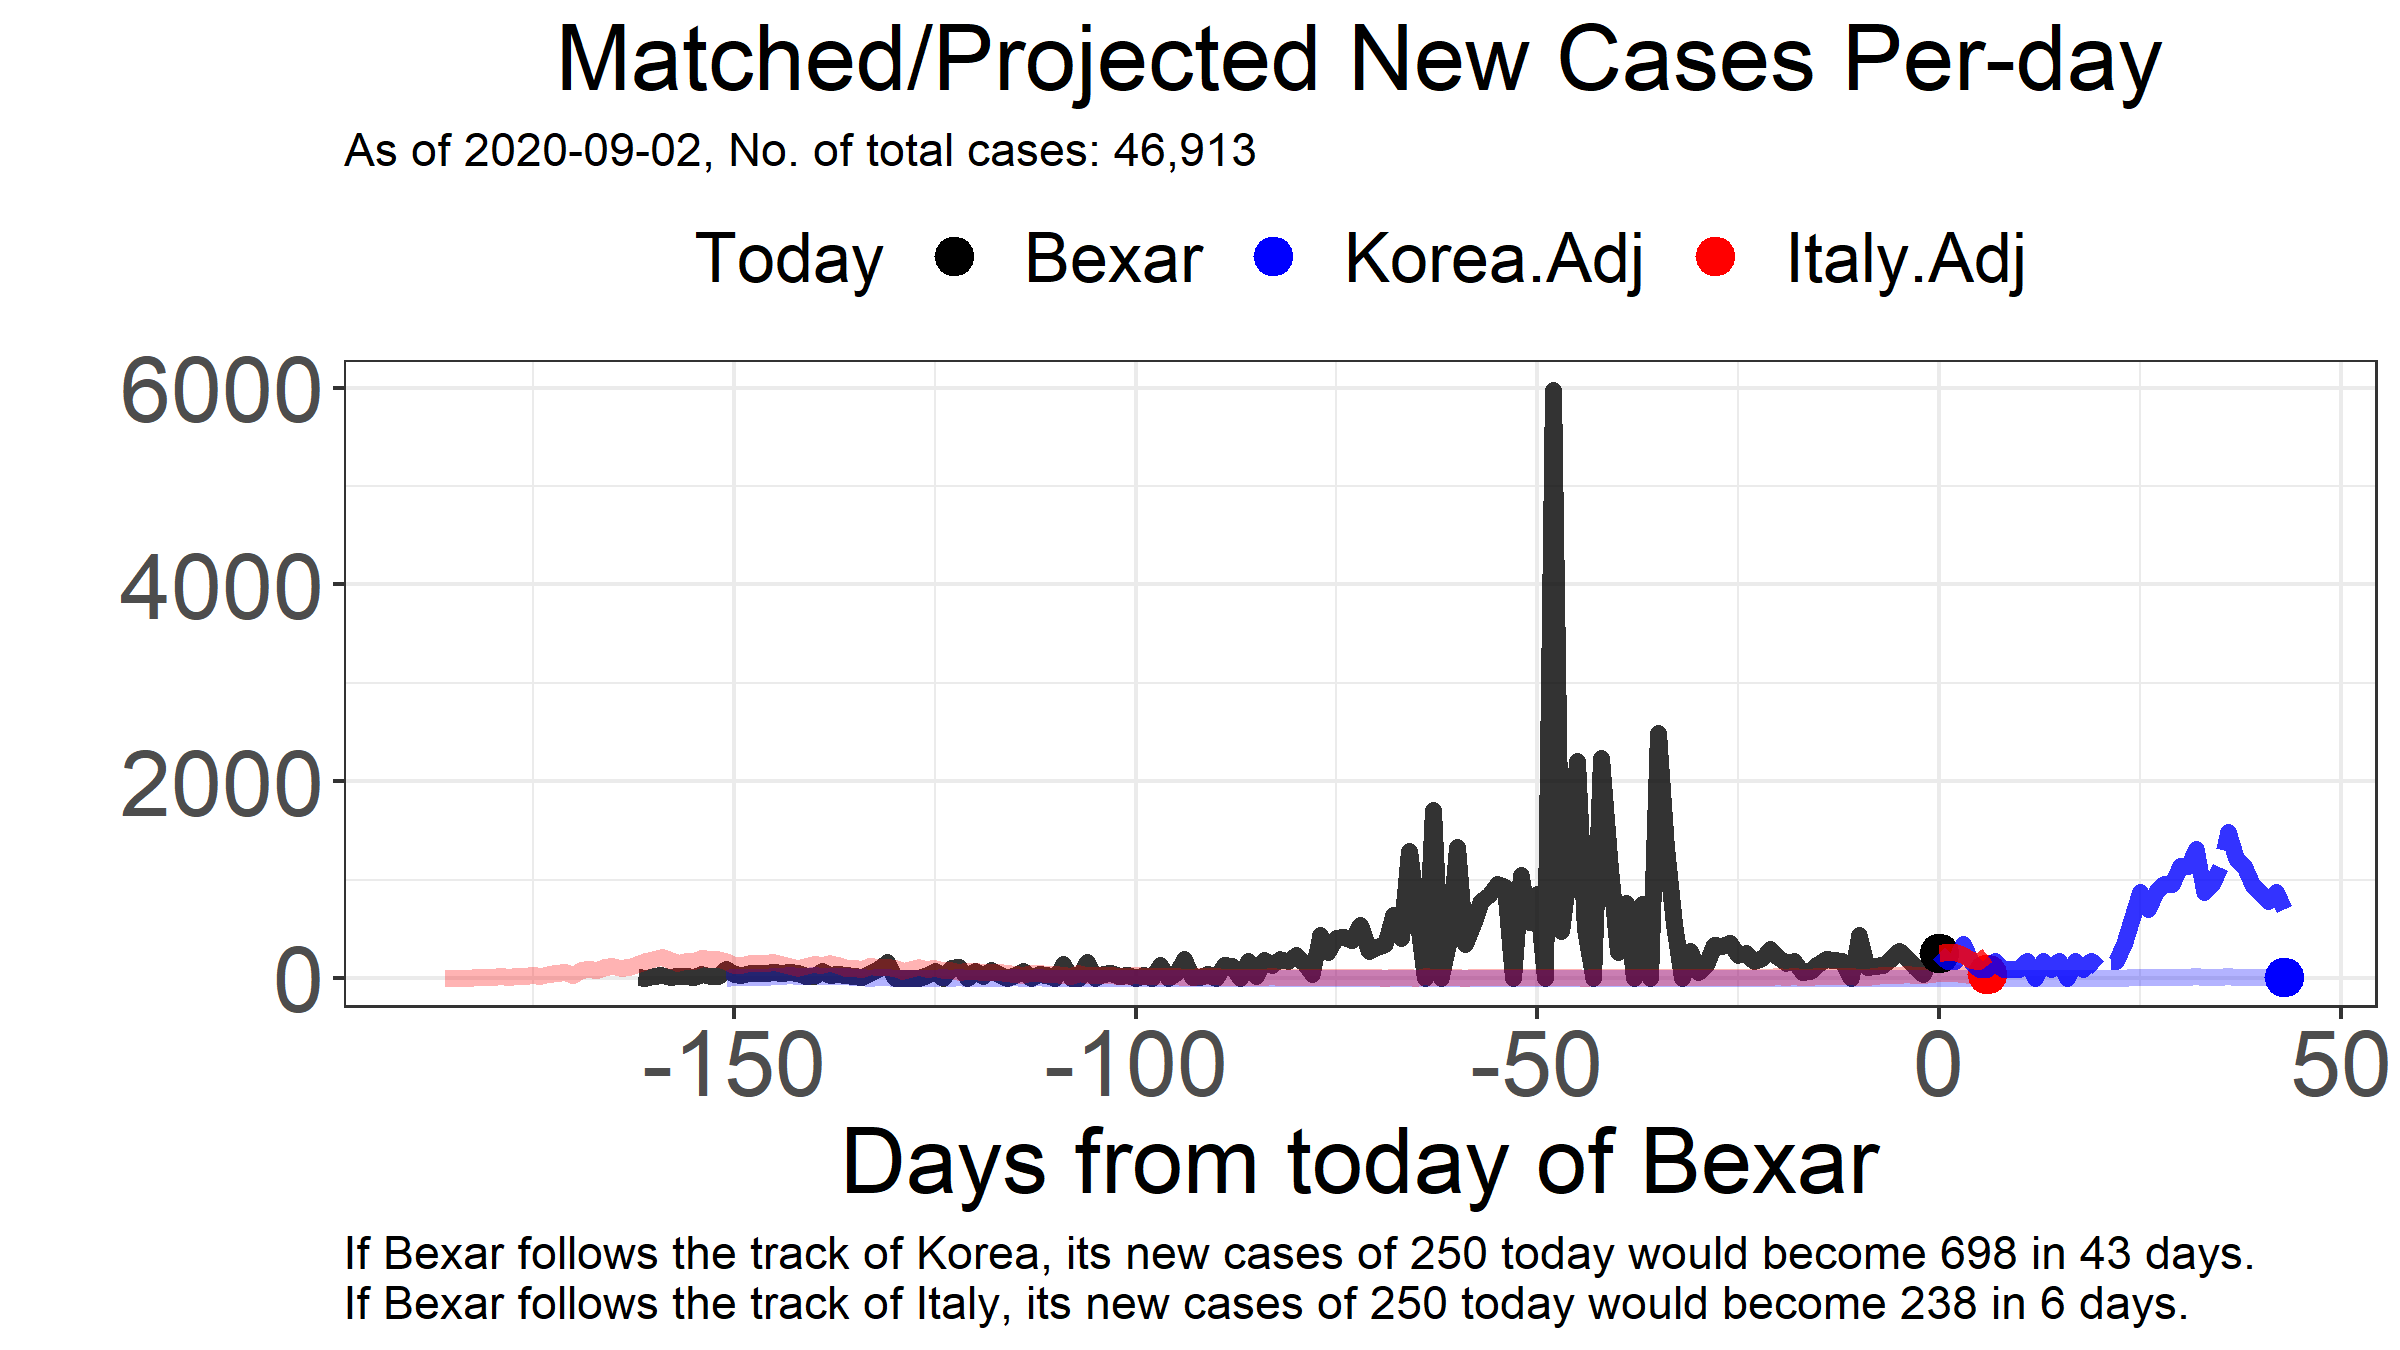 Matched/Projected New Cases Per-day
As of 2020-09-02, No. of total cases: 46,913
Today Bexar Korea.Adj Italy.Adj
6000
4000
2000
0
-150 -100 -50 0 50
Days from today of Bexar
If Bexar follows the track of Korea, its new cases of 250 today would become 698 in 43 days.
If Bexar follows the track of Italy, its new cases of 250 today would become 238 in 6 days.